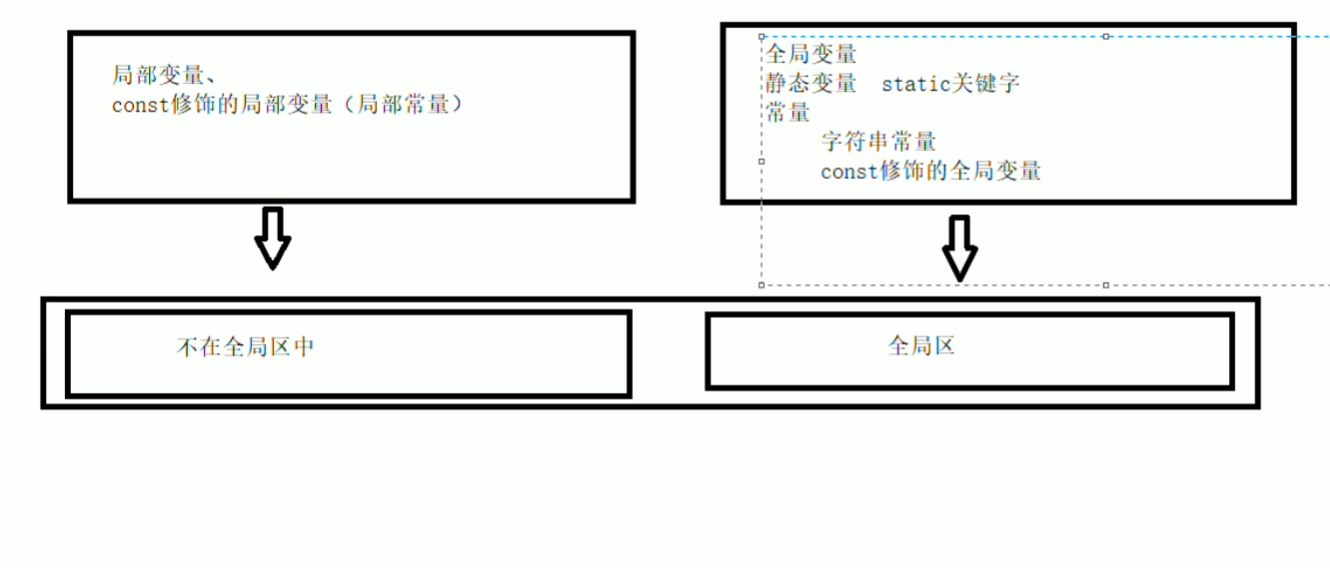 局部变量、
const修饰的局部变量（局部常量）
全局变量
静态变量 static关键字
常量
字符串常量
const修饰的全局变量
不在全局区中
全局区